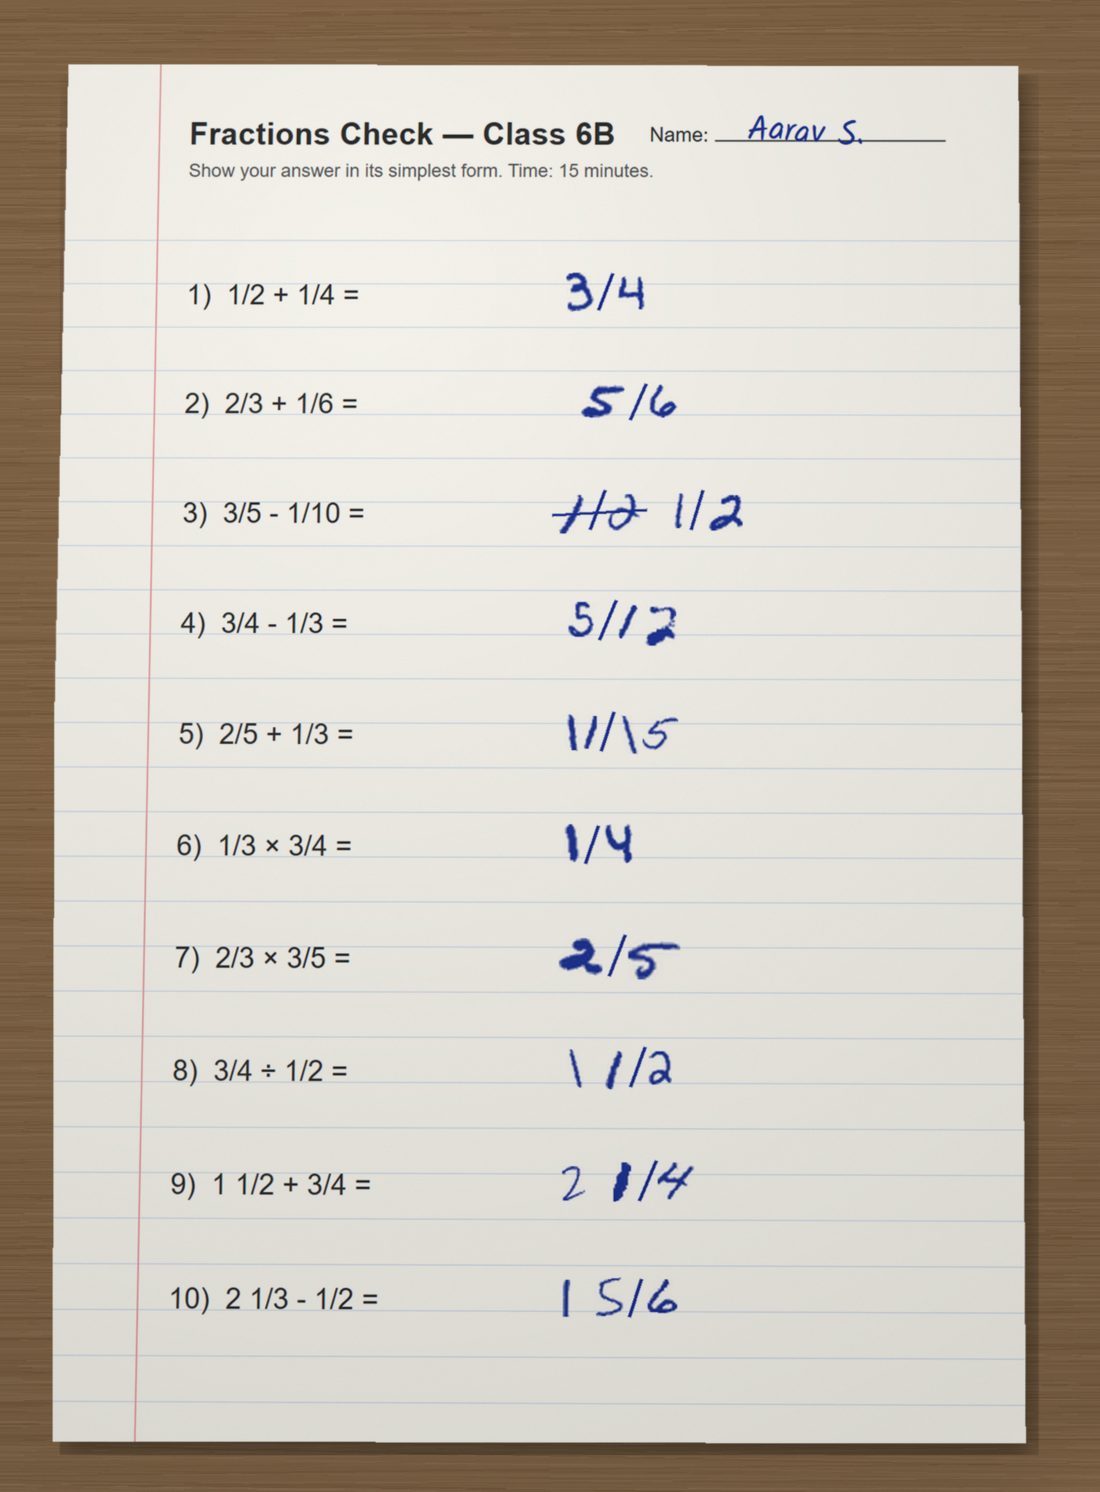 Fractions Check — Class 6B Name: Aarav S.
Show your answer in its simplest form. Time: 15 minutes.
1) 1/2 + 1/4 = 3/4
2) 2/3 + 1/6 = 5/6
3) 3/5 - 1/10 = 1/2 1/2
4) 3/4 - 1/3 = 5/12
5) 2/5 + 1/3 = 11/15
6) 1/3 × 3/4 = 1/4
7) 2/3 × 3/5 = 2/5
8) 3/4 ÷ 1/2 = 1 1/2
9) 1 1/2 + 3/4 = 2 1/4
10) 2 1/3 - 1/2 = 1 5/6